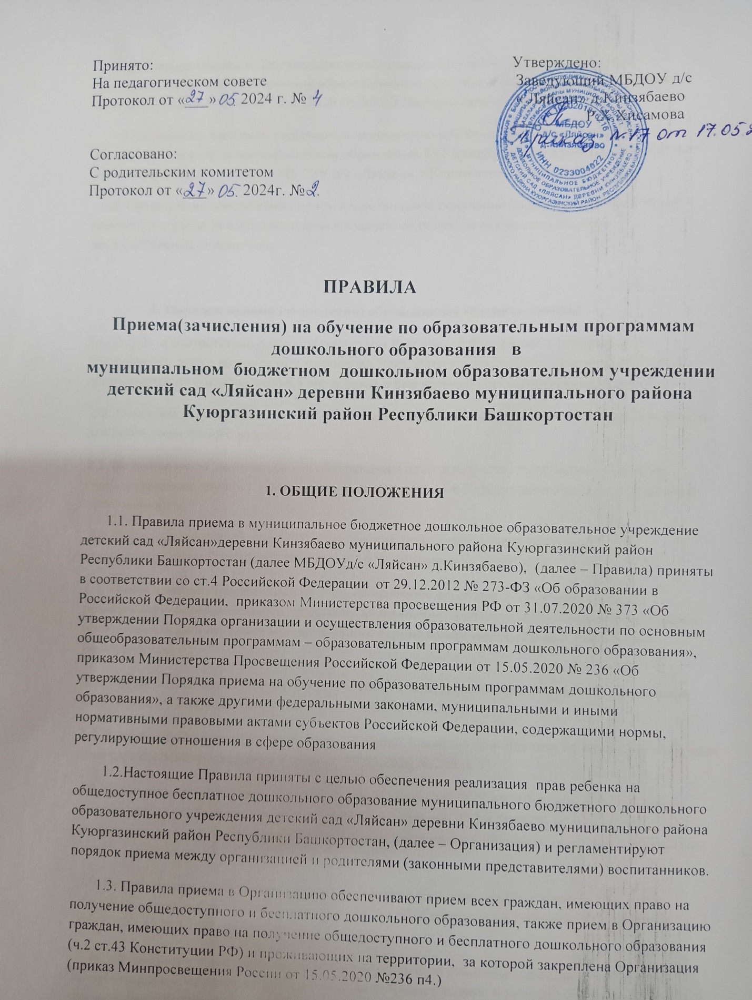 Принято:
На педагогическом совете
Протокол от «27» 05. 2024 г. № 4
Утверждено:
Заведующий МБДОУ д/с
«Ляйсан» д.Кинзябаево
Р.Х.Хисамова
Приказ №17 от 17.05.2
МБДОУ
д/с «Ляйсан»
д.Кинзябаево
ИНН 0233004022
Согласовано:
С родительским комитетом
Протокол от «27» 05. 2024г. №2.
ПРАВИЛА
Приема(зачисления) на обучение по образовательным программам
дошкольного образования в
муниципальном бюджетном дошкольном образовательном учреждении
детский сад «Ляйсан» деревни Кинзябаево муниципального района
Куюргазинский район Республики Башкортостан
1. ОБЩИЕ ПОЛОЖЕНИЯ
1.1. Правила приема в муниципальное бюджетное дошкольное образовательное учреждение
детский сад «Ляйсан»деревни Кинзябаево муниципального района Куюргазинский район
Республики Башкортостан (далее МБДОУд/с «Ляйсан» д.Кинзябаево), (далее – Правила) приняты
в соответствии со ст.4 Российской Федерации от 29.12.2012 № 273-ФЗ «Об образовании в
Российской Федерации, приказом Министерства просвещения РФ от 31.07.2020 № 373 «Об
утверждении Порядка организации и осуществления образовательной деятельности по основным
общеобразовательным программам – образовательным программам дошкольного образования»,
приказом Министерства Просвещения Российской Федерации от 15.05.2020 № 236 «Об
утверждении Порядка приема на обучение по образовательным программам дошкольного
образования», а также другими федеральными законами, муниципальными и иными
нормативными правовыми актами субъектов Российской Федерации, содержащими нормы,
регулирующие отношения в сфере образования
1.2.Настоящие Правила приняты с целью обеспечения реализация прав ребенка на
общедоступное бесплатное дошкольного образование муниципального бюджетного дошкольного
образовательного учреждения детский сад «Ляйсан» деревни Кинзябаево муниципального района
Куюргазинский район Республики Башкортостан, (далее – Организация) и регламентируют
порядок приема между организацией и родителями (законными представителями) воспитанников.
1.3. Правила приема в Организацию обеспечивают прием всех граждан, имеющих право на
получение общедоступного и бесплатного дошкольного образования, также прием в Организацию
граждан, имеющих право на получение общедоступного и бесплатного дошкольного образования
(ч.2 ст.43 Конституции РФ) и проживающих на территории, за которой закреплена Организация
(приказ Минпросвещения России от 15.05.2020 №236 п4.)